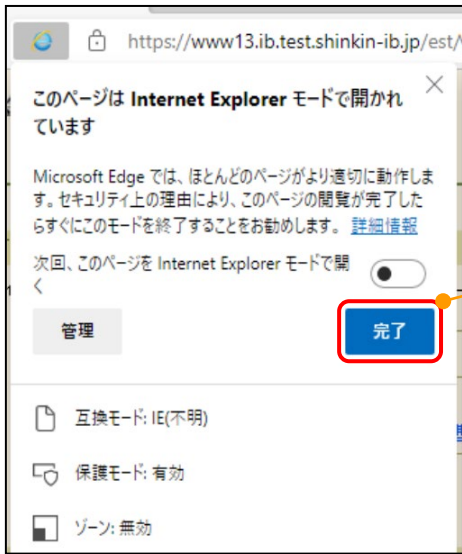 https://www13.ib.test.shinkin-ib.jp/est/
このページは Internet Explorer モードで開かれ
ています
Microsoft Edge では、ほとんどのページがより適切に動作しま
す。セキュリティ上の理由により、このページの閲覧が完了した
らすぐにこのモードを終了することをお勧めします。 詳細情報
次回、このページを Internet Explorer モードで開
く
管理
完了
互換モード: IE(不明)
保護モード: 有効
ゾーン: 無効